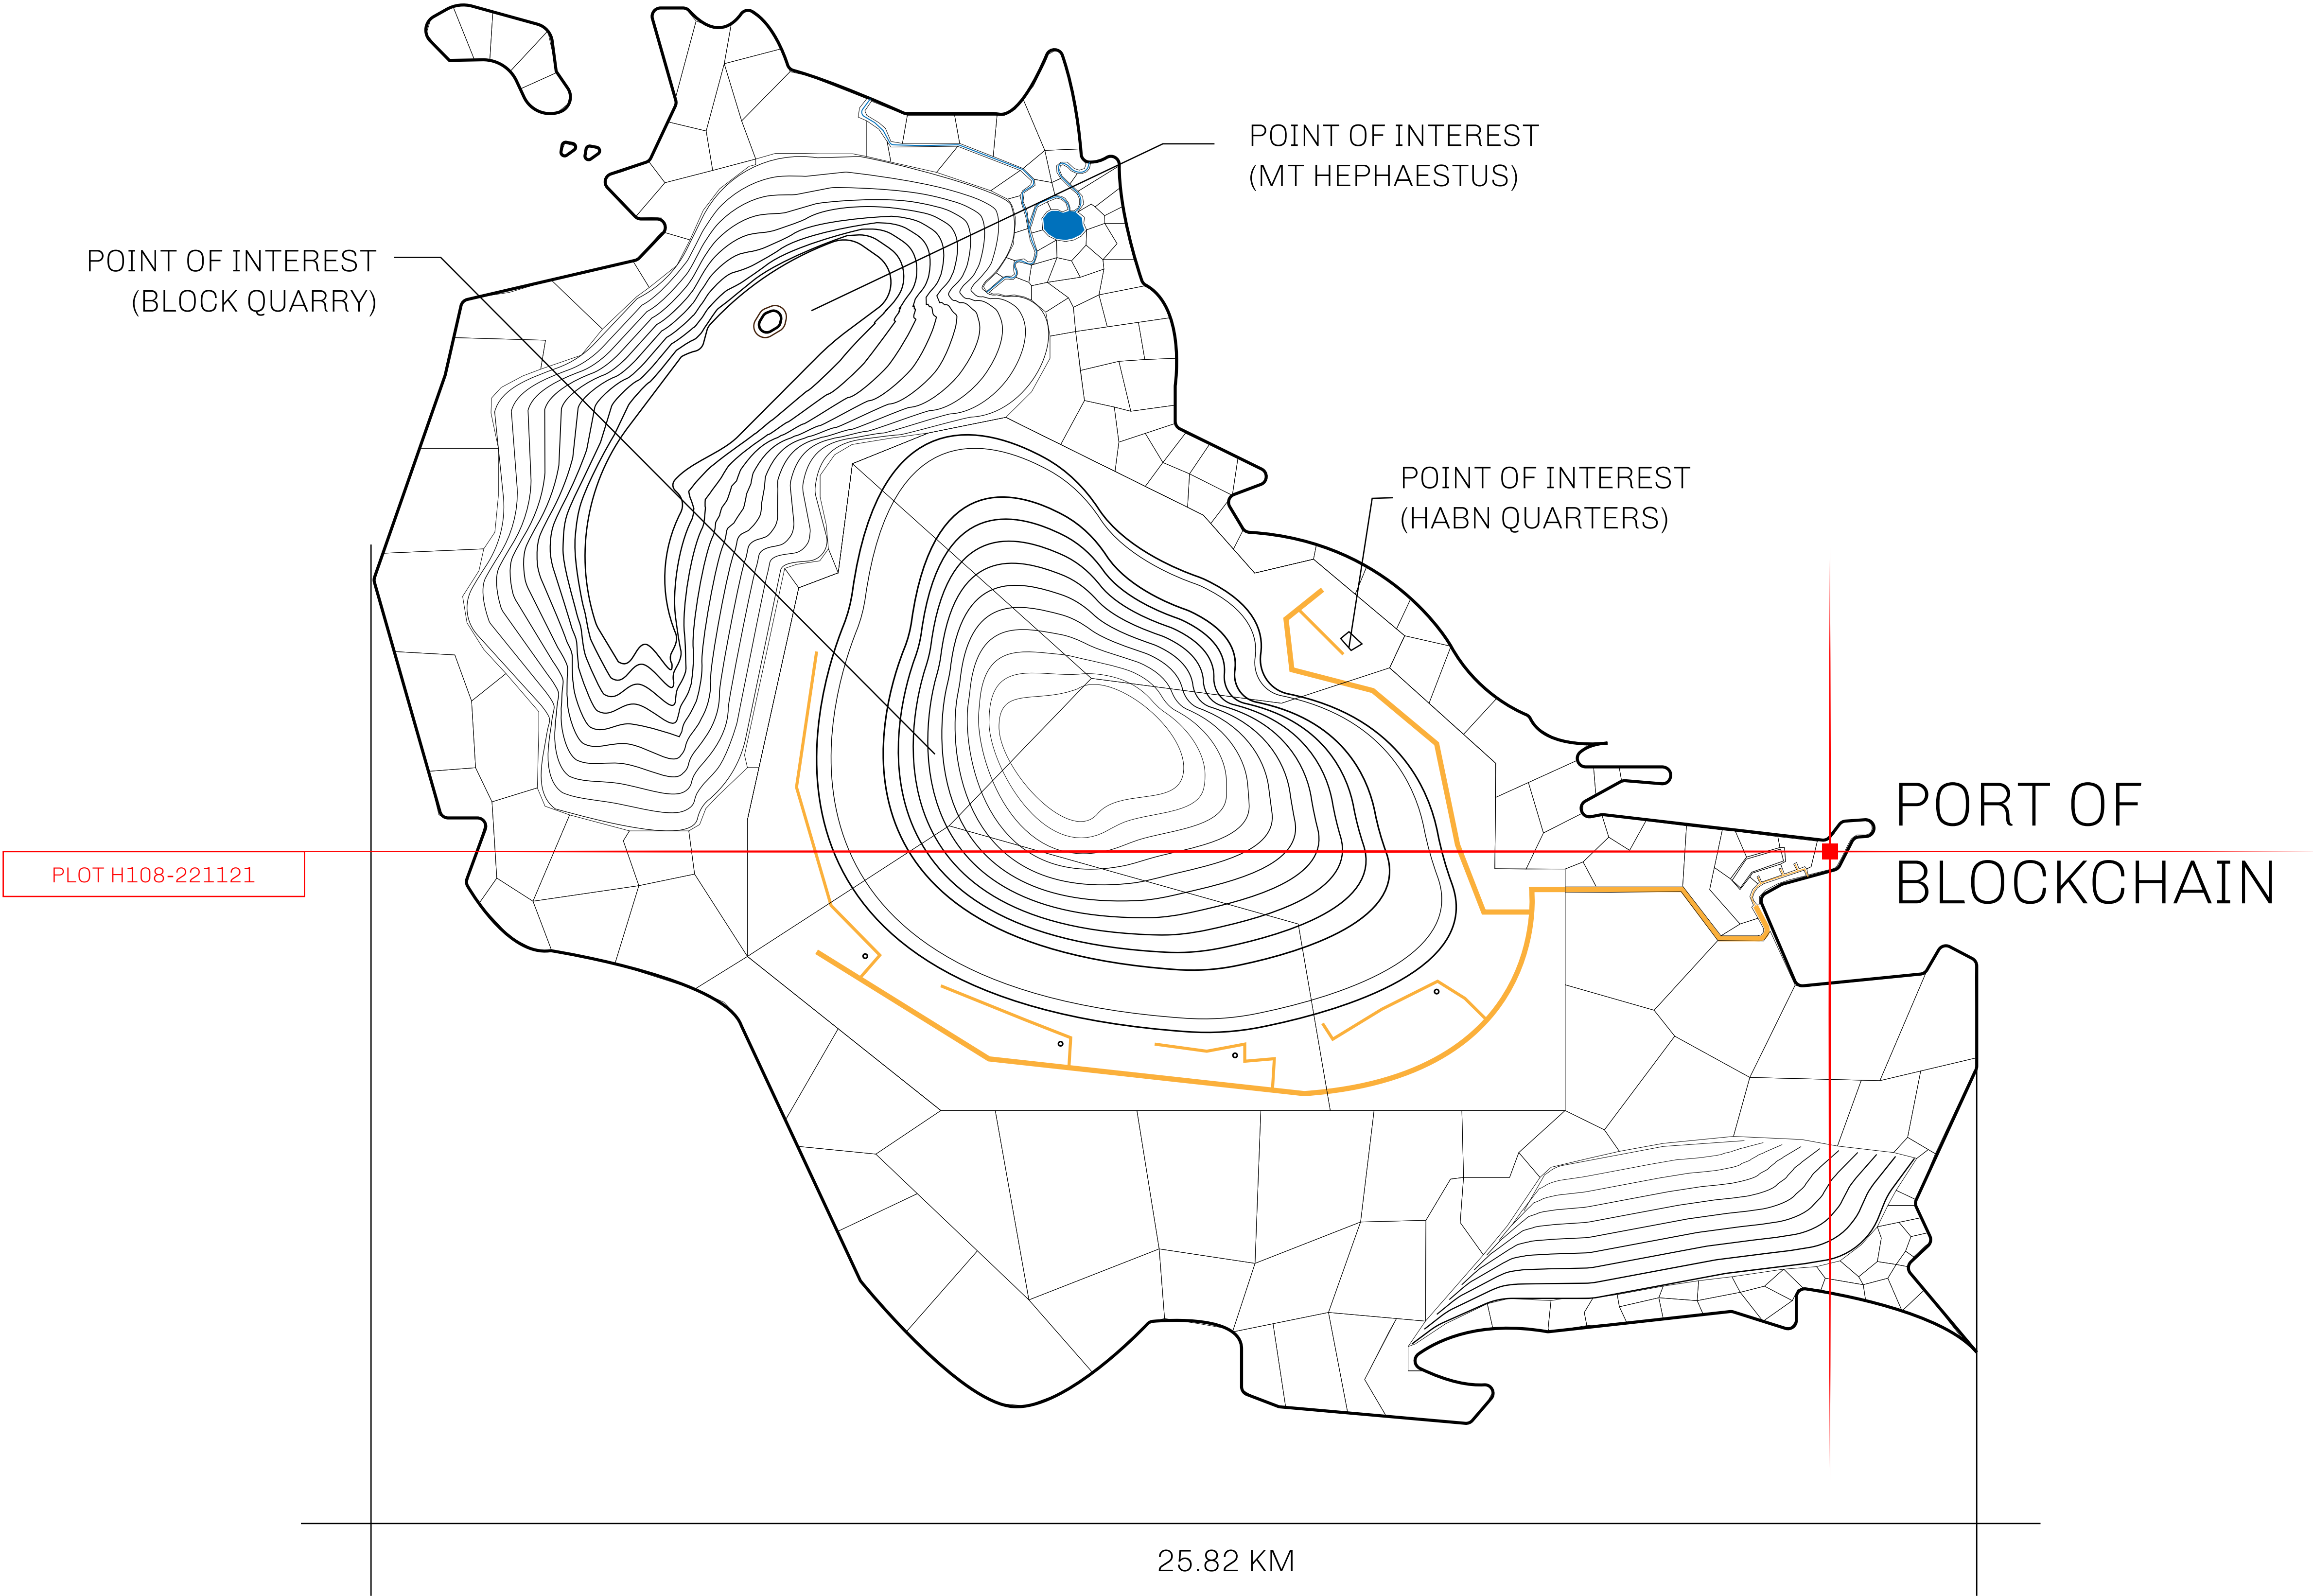 POINT OF INTEREST
(MT HEPHAESTUS)
POINT OF INTEREST
(BLOCK QUARRY)
POINT OF INTEREST
(HABN QUARTERS)
PORT OF
BLOCKCHAIN
PLOT H108-221121
25.82 KM